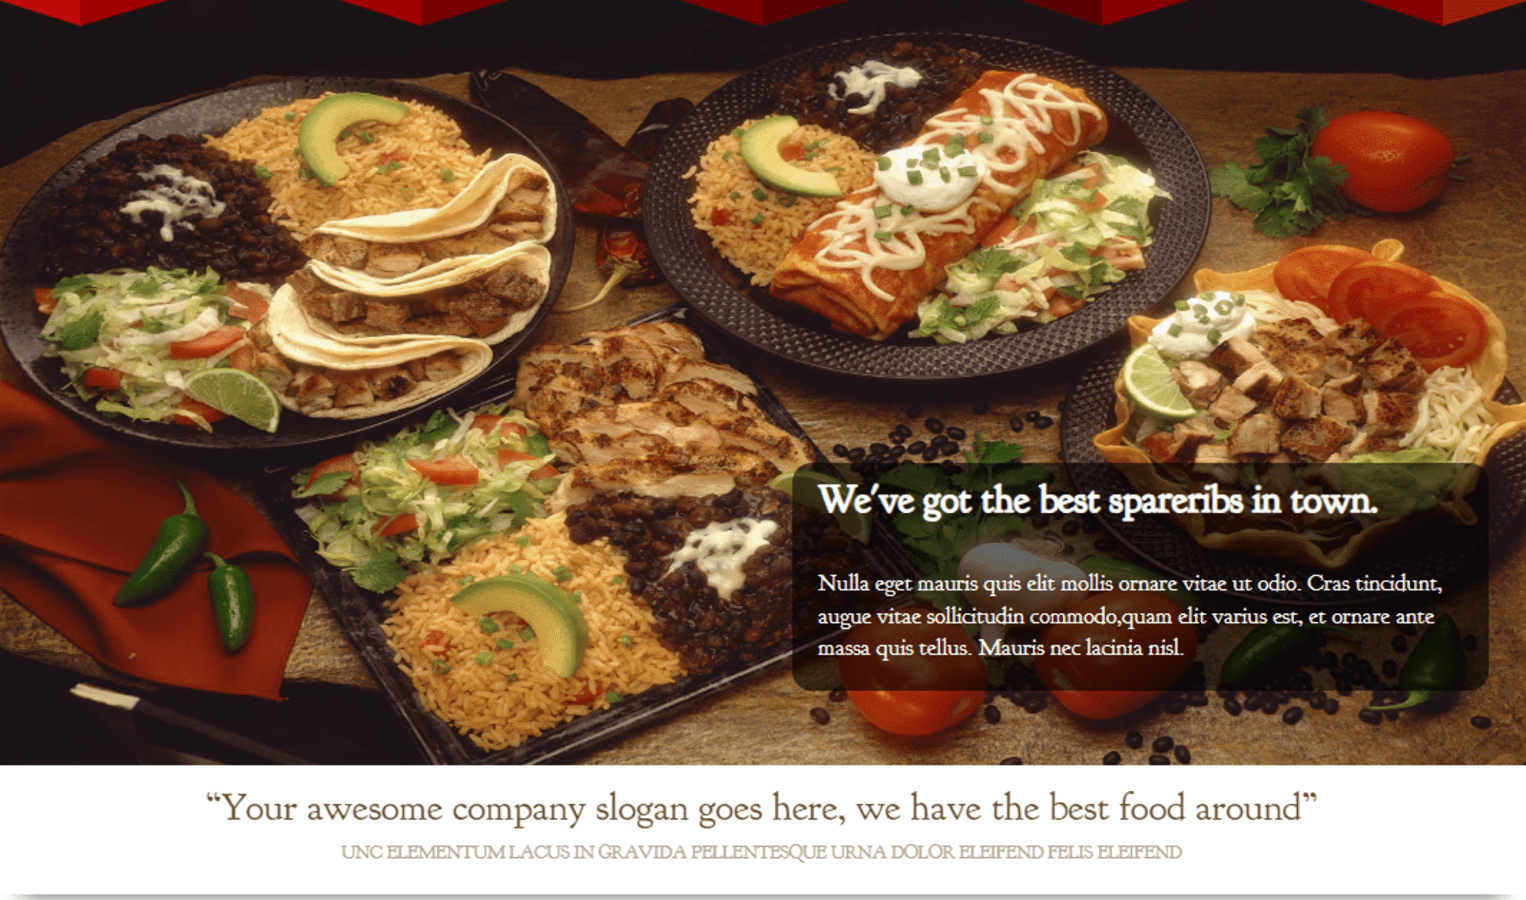 We've got the best spareribs in town.
Nulla eget mauris quis elit mollis ornare vitae ut odio. Cras tincidunt,
augue vitae sollicitudin commodo,quam elit varius est, et ornare ante
massa quis tellus. Mauris nec lacinia nisl.
“Your awesome company slogan goes here, we have the best food around”
UNC ELEMENTUM LACUS IN GRAVIDA PELLENTESQUE URNA DOLOR ELEIFEND FELIS ELEIFEND